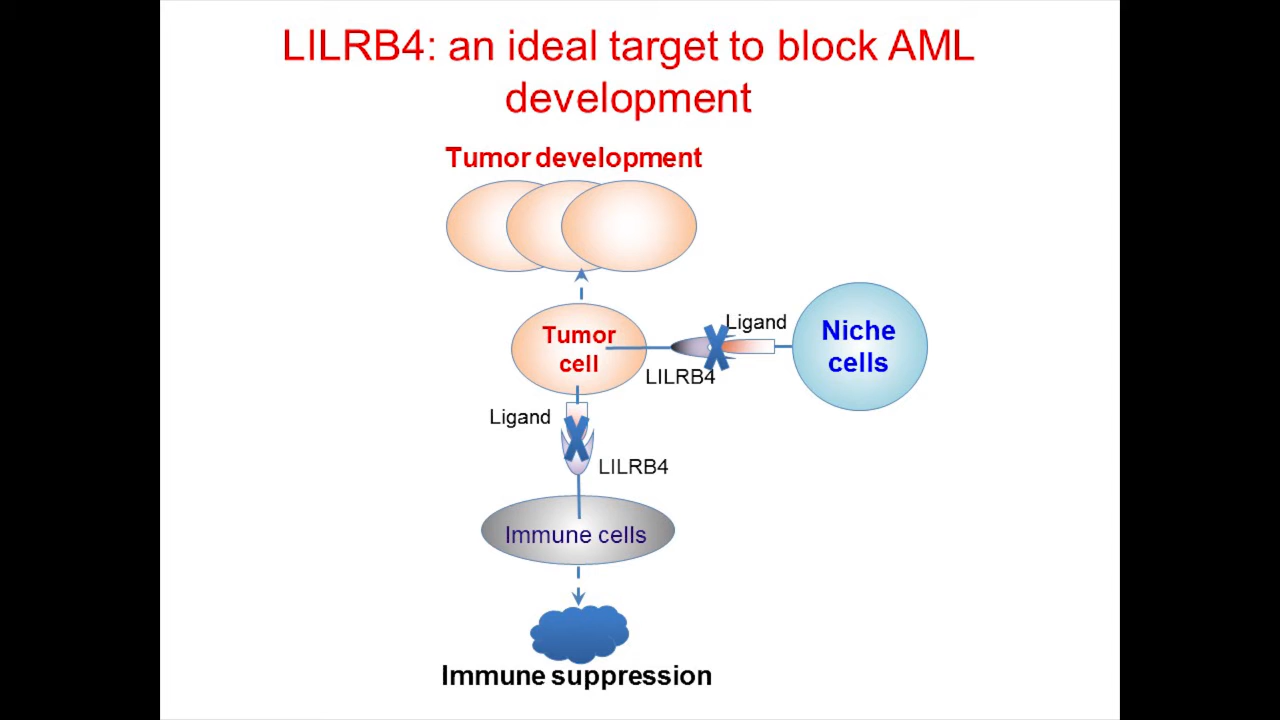 LILRB4: an ideal target to block AML
development
Tumor development
Tumor
cell
Ligand
LILRB4
Niche
cells
Ligand
LILRB4
Immune cells
Immune suppression